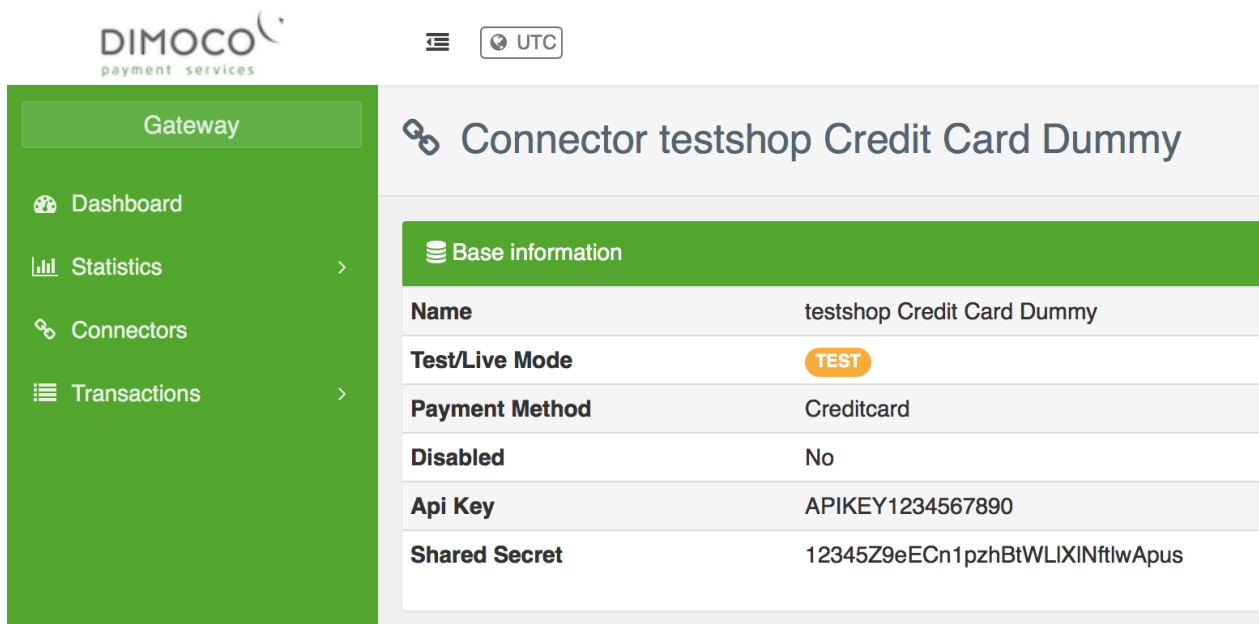 DIMOCO
payment services
UTC
Gateway
Dashboard
Statistics
Connectors
Transactions
Connector testshop Credit Card Dummy
Base information
Name testshop Credit Card Dummy
Test/Live Mode TEST
Payment Method Creditcard
Disabled No
Api Key APIKEY1234567890
Shared Secret 12345Z9eECn1pzhBtWLlXlNftlwApus